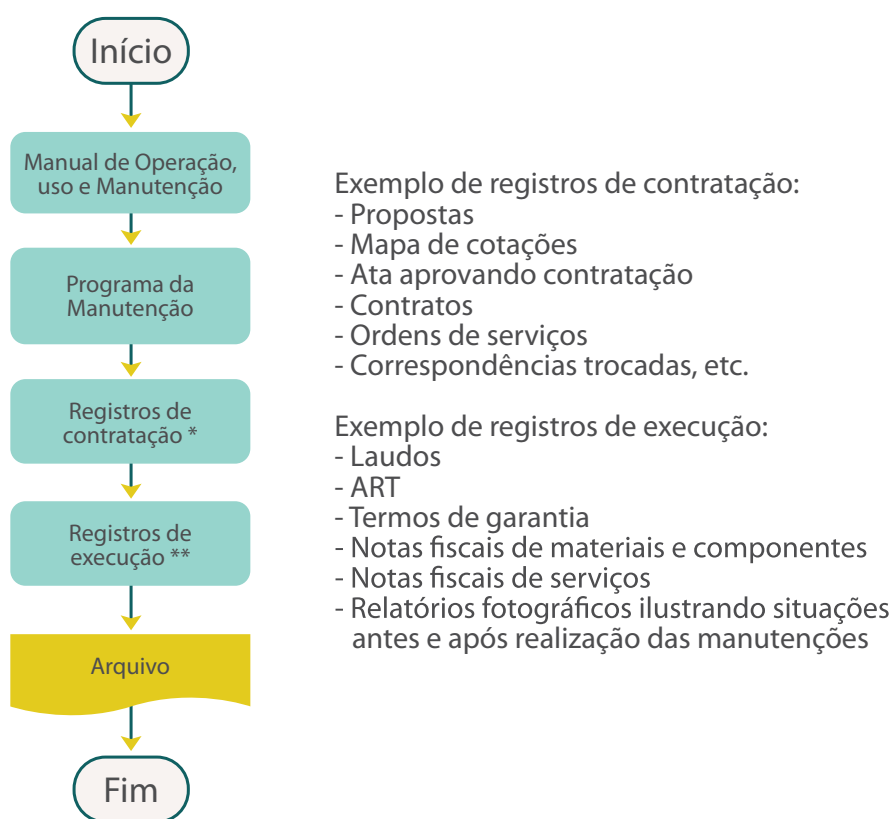 Início
Manual de Operação,
uso e Manutenção
Programa da
Manutenção
Registros de
contratação *
Registros de
execução **
Arquivo
Fim
Exemplo de registros de contratação:
- Propostas
- Mapa de cotações
- Ata aprovando contratação
- Contratos
- Ordens de serviços
- Correspondências trocadas, etc.
Exemplo de registros de execução:
- Laudos
- ART
- Termos de garantia
- Notas fiscais de materiais e componentes
- Notas fiscais de serviços
- Relatórios fotográficos ilustrando situações
antes e após realização das manutenções